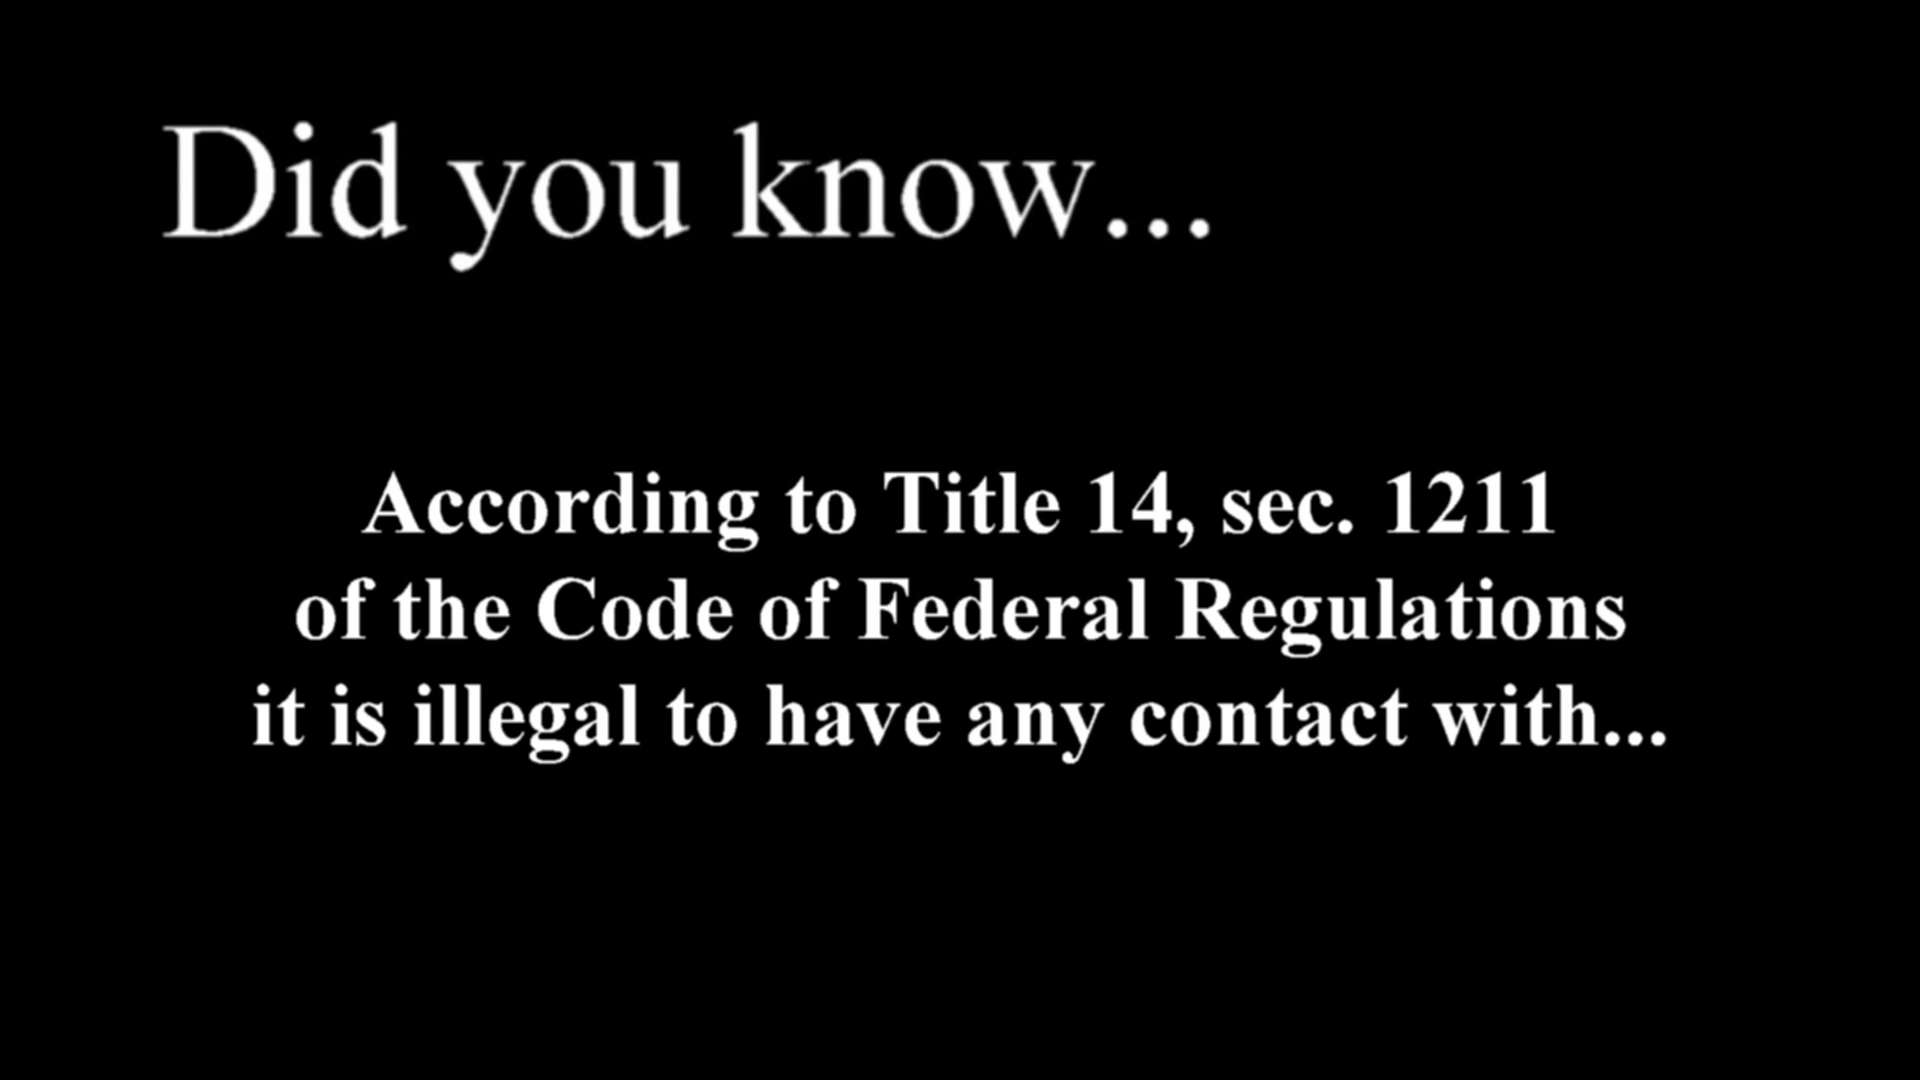 Did you know...
According to Title 14, sec. 1211
of the Code of Federal Regulations
it is illegal to have any contact with...